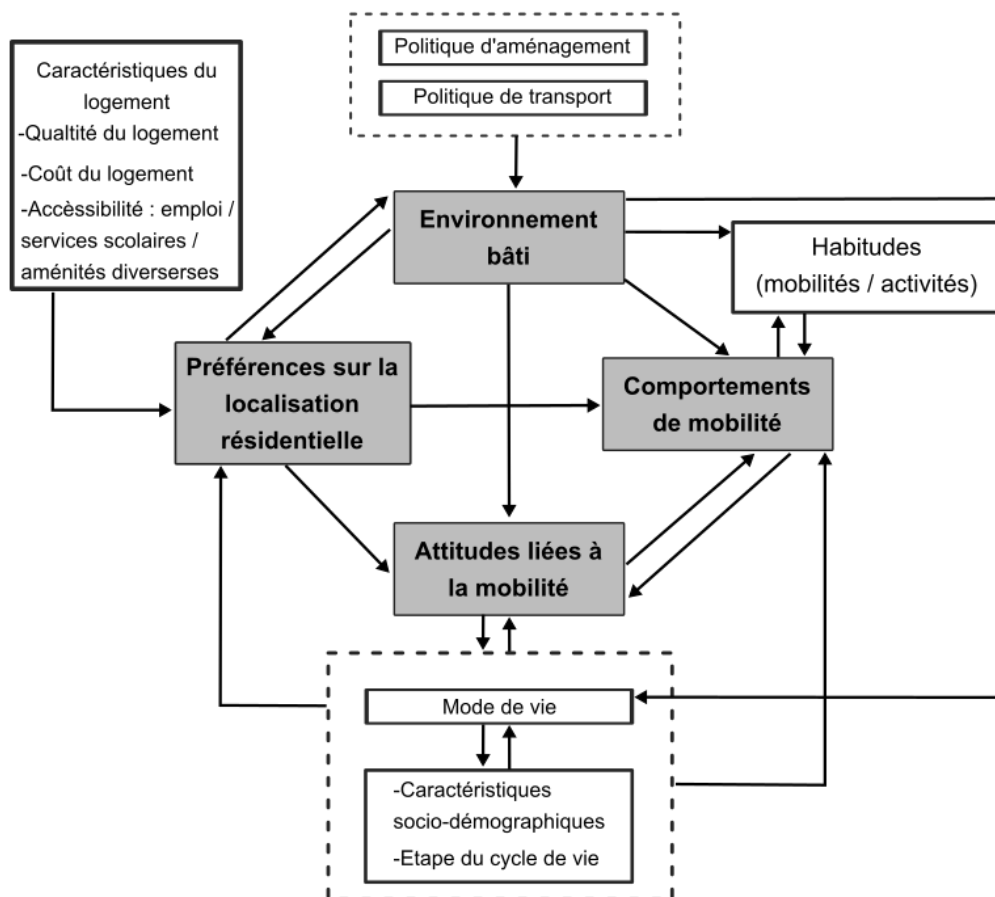 Politique d'aménagement
Politique de transport
Caractéristiques du
logement
-Qualtité du logement
-Coût du logement
-Accèssibilité : emploi /
services scolaires /
aménités diverserses
Environnement
bâti
Habitudes
(mobilités / activités)
Préférences sur la
localisation
résidentielle
Comportements
de mobilité
Attitudes liées à
la mobilité
Mode de vie
-Caractéristiques
socio-démographiques
-Etape du cycle de vie